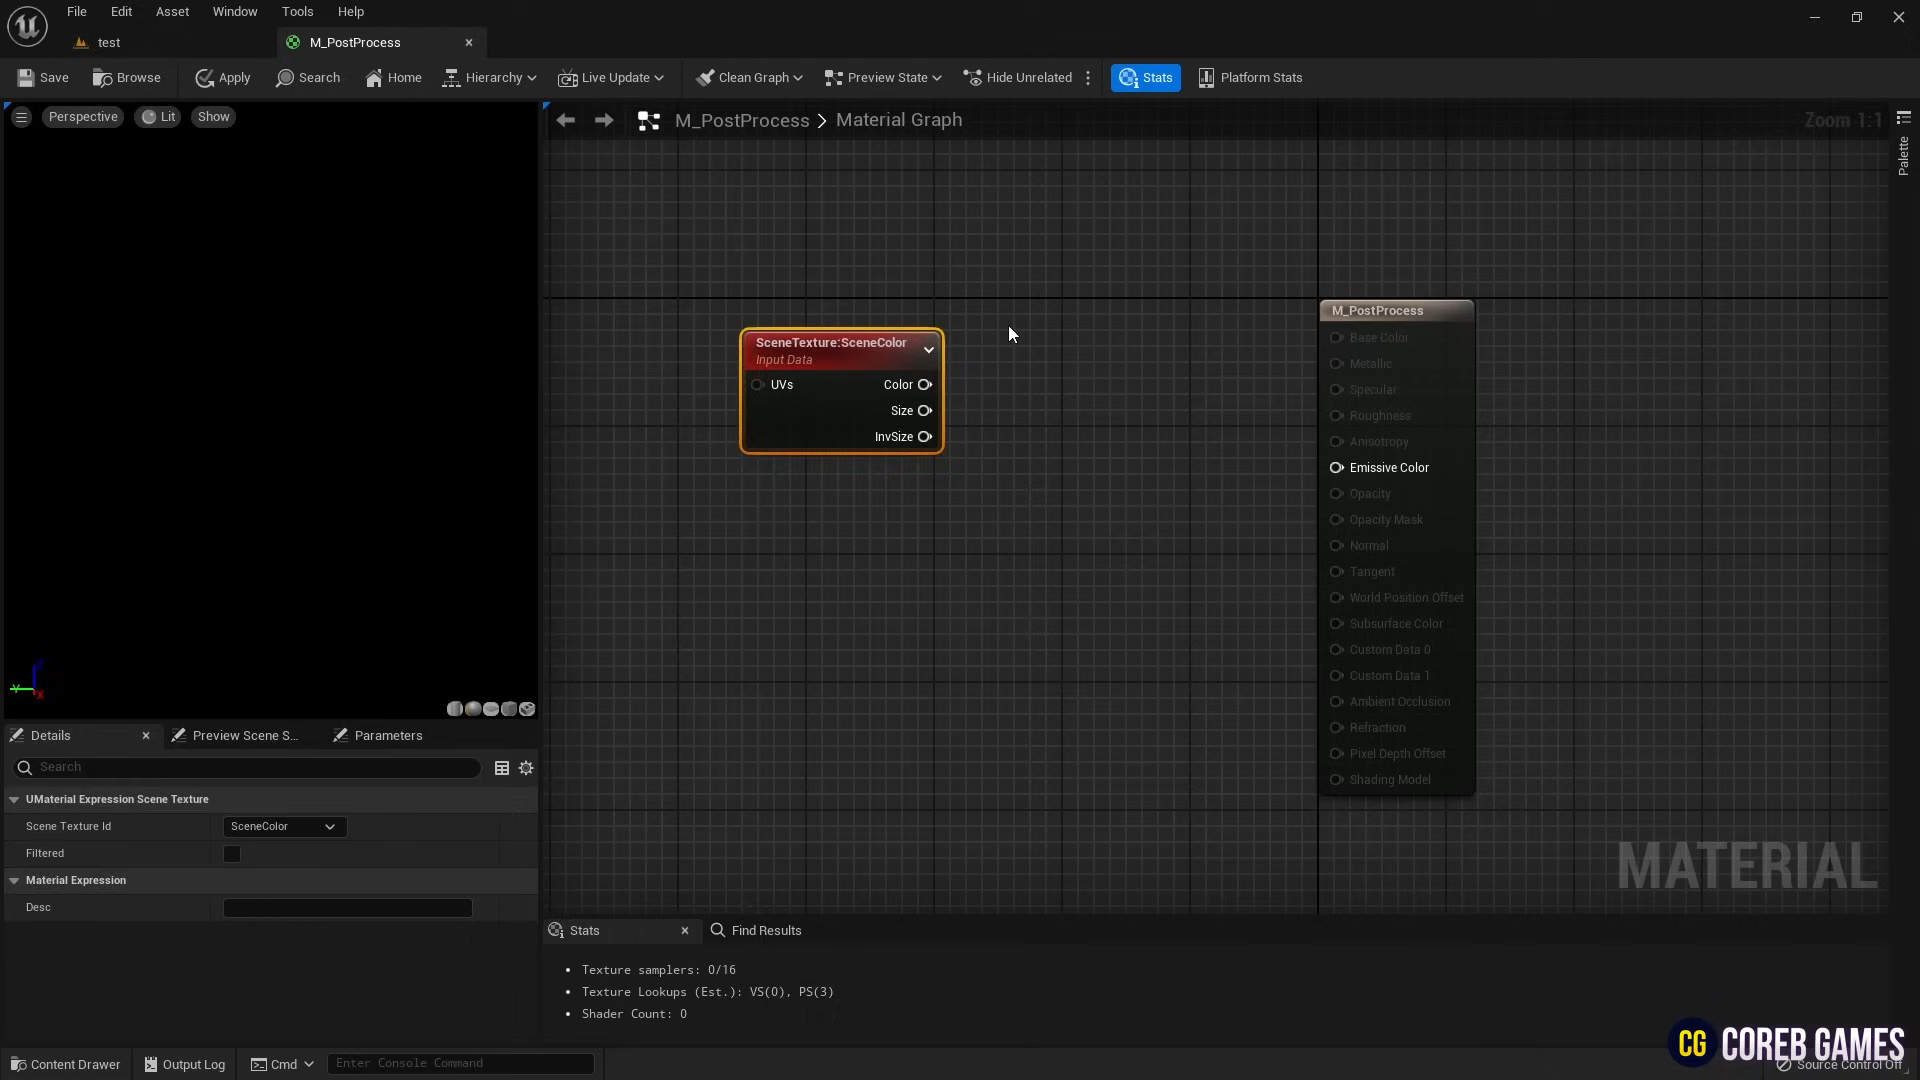 File Edit Asset Window Tools Help
test
M_PostProcess
Save Browse Apply Search Home Hierarchy Live Update Clean Graph Preview State Hide Unrelated Stats Platform Stats
Perspective Lit Show
M_PostProcess > Material Graph
Zoom 1:1
Palette
SceneTexture:SceneColor
Input Data
UVs Color
Size
InvSize
M_PostProcess
Base Color
Metallic
Specular
Roughness
Anisotropy
Emissive Color
Opacity
Opacity Mask
Normal
Tangent
World Position Offset
Subsurface Color
Custom Data 0
Custom Data 1
Ambient Occlusion
Refraction
Pixel Depth Offset
Shading Model
MATERIAL
Y
X
Details Preview Scene S... Parameters
Search
UMaterial Expression Scene Texture
Scene Texture Id SceneColor
Filtered
Material Expression
Desc
Stats Find Results
Texture samplers: 0/16
Texture Lookups (Est.): VS(0), PS(3)
Shader Count: 0
Content Drawer Output Log Cmd Enter Console Command
CG COREB GAMES
Source Control Off